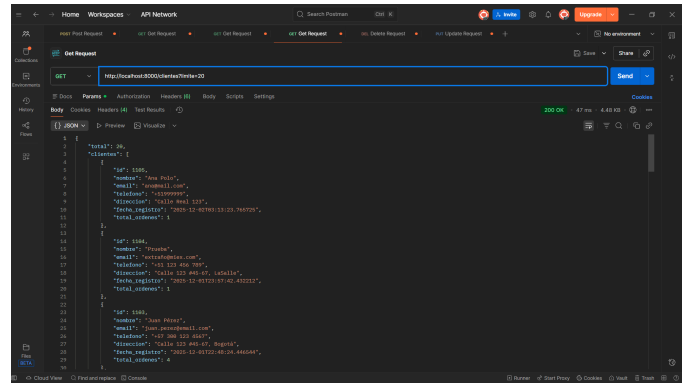 Home Workspaces API Network Search Postman Ctrl K Invite Upgrade
POST Post Request GET Get Request GET Get Request GET Get Request DEL Delete Request PUT Update Request No environment
Collections
Get Request Save Share
GET http://localhost:8000/clientes?limite=20 Send
Environments
Docs Params Authorization Headers (6) Body Scripts Settings Cookies
History
Body Cookies Headers (4) Test Results 200 OK 47 ms 4.48 KB
Flows
{} JSON Preview Visualize
1 {
2 "total": 20,
3 "clientes": [
4 {
5 "id": 1105,
6 "nombre": "Ana Polo",
7 "email": "ana@mail.com",
8 "telefono": "+51999999",
9 "direccion": "Calle Real 123",
10 "fecha_registro": "2025-12-02T03:13:23.765725",
11 "total_ordenes": 1
12 },
13 {
14 "id": 1104,
15 "nombre": "Prueba",
16 "email": "extrafo@mies.com",
17 "telefono": "+51 123 456 789",
18 "direccion": "Calle 123 #45-67, LaSalle",
19 "fecha_registro": "2025-12-01T23:57:42.432212",
20 "total_ordenes": 1
21 },
22 {
23 "id": 1103,
24 "nombre": "Juan Pérez",
25 "email": "juan.perez@email.com",
26 "telefono": "+57 300 123 4567",
27 "direccion": "Calle 123 #45-67, Bogotá",
28 "fecha_registro": "2025-12-01T22:48:24.446544",
29 "total_ordenes": 4
30 },
Files
BETA
Cloud View Find and replace Console Runner Start Proxy Cookies Vault Trash